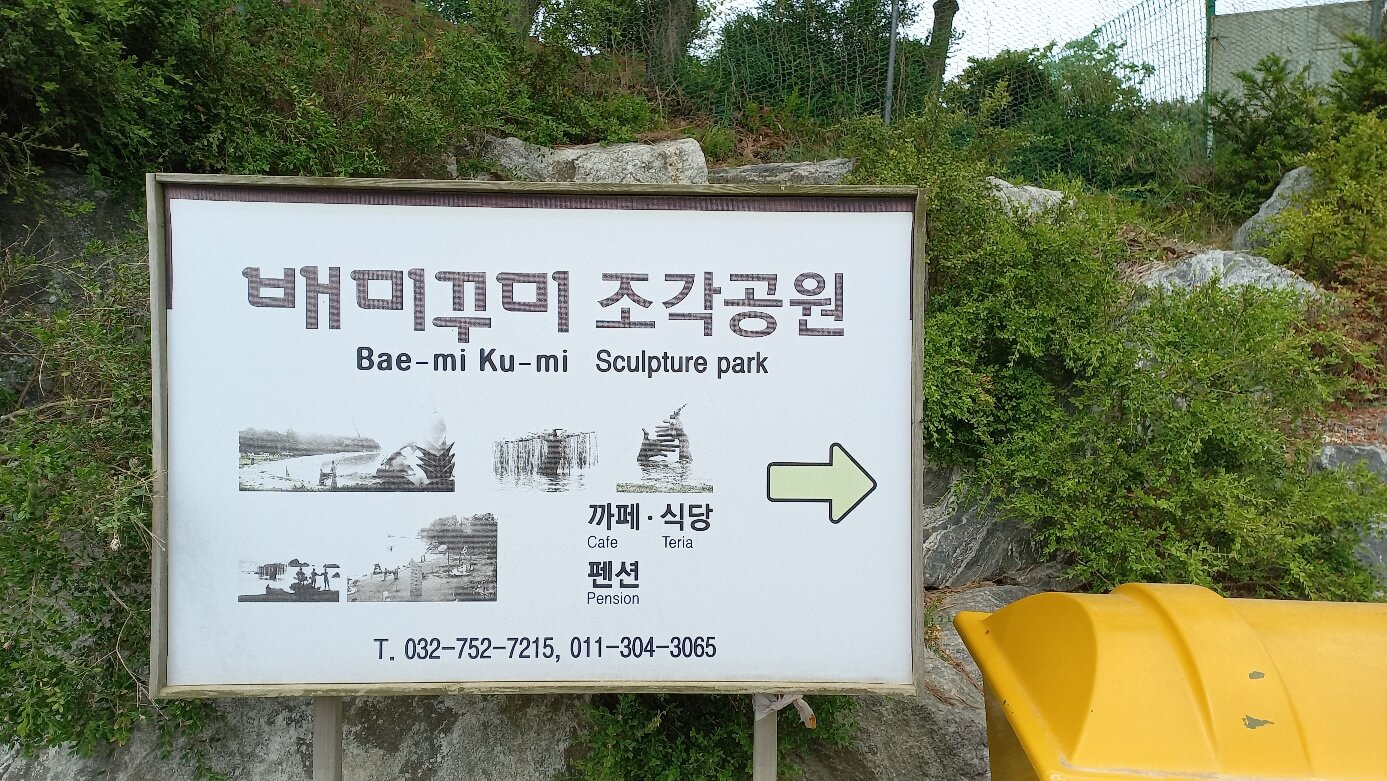 배미꾸미 조각공원
Bae-mi Ku-mi Sculpture park
까페·식당
Cafe Teria
펜션
Pension
T. 032-752-7215, 011-304-3065